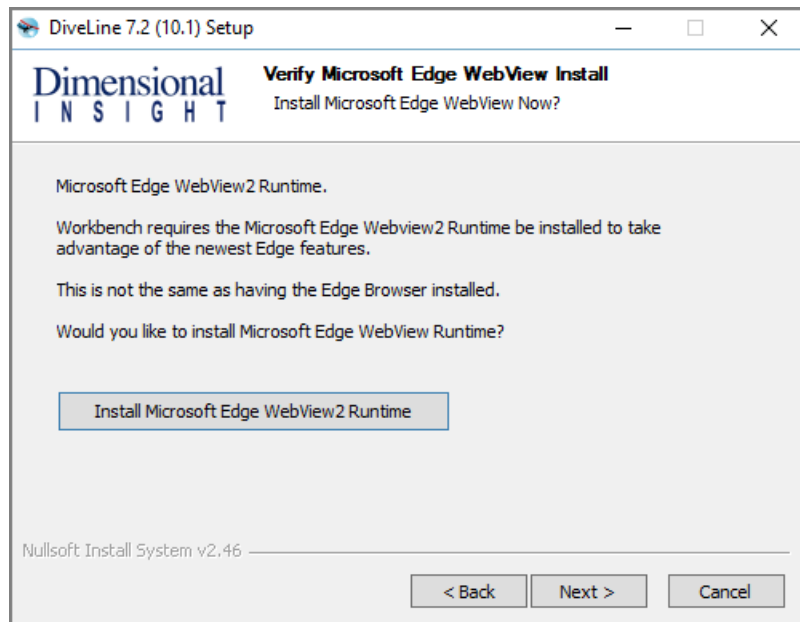 DiveLine 7.2 (10.1) Setup
Dimensional
INSIGHT
Verify Microsoft Edge WebView Install
Install Microsoft Edge WebView Now?
Microsoft Edge WebView2 Runtime.
Workbench requires the Microsoft Edge Webview2 Runtime be installed to take
advantage of the newest Edge features.
This is not the same as having the Edge Browser installed.
Would you like to install Microsoft Edge WebView Runtime?
Install Microsoft Edge WebView2 Runtime
Nullsoft Install System v2.46
< Back
Next >
Cancel